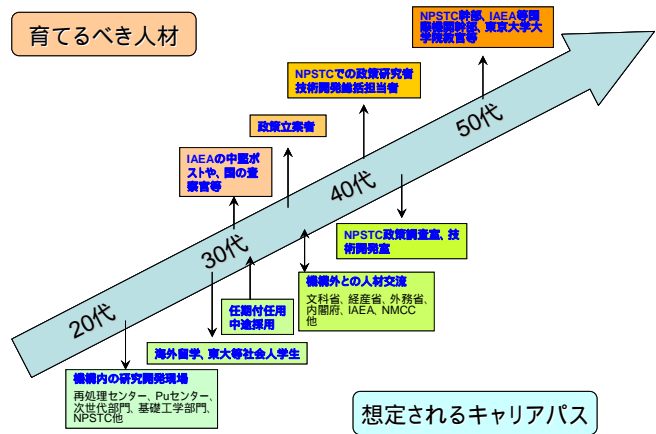 育てるべき人材
NPSTC幹部、IAEA等国
際機関幹部、東京大学大
学院教官等
NPSTCでの政策研究者
技術開発総括担当者
政策立案者
IAEAの中堅ポス
トや、国の査
察官等
50代
40代
30代
20代
NPSTC政策調査室、技
術開発室
機構外との人材交流
文科省、経産省、外務省、
内閣府、IAEA、NMCC
他
任期付任用
中途採用
海外留学、東大等社会人学生
機構内の研究開発現場
再処理センター、Puセンター、
次世代部門、基礎工学部門、
NPSTC他
想定されるキャリアパス